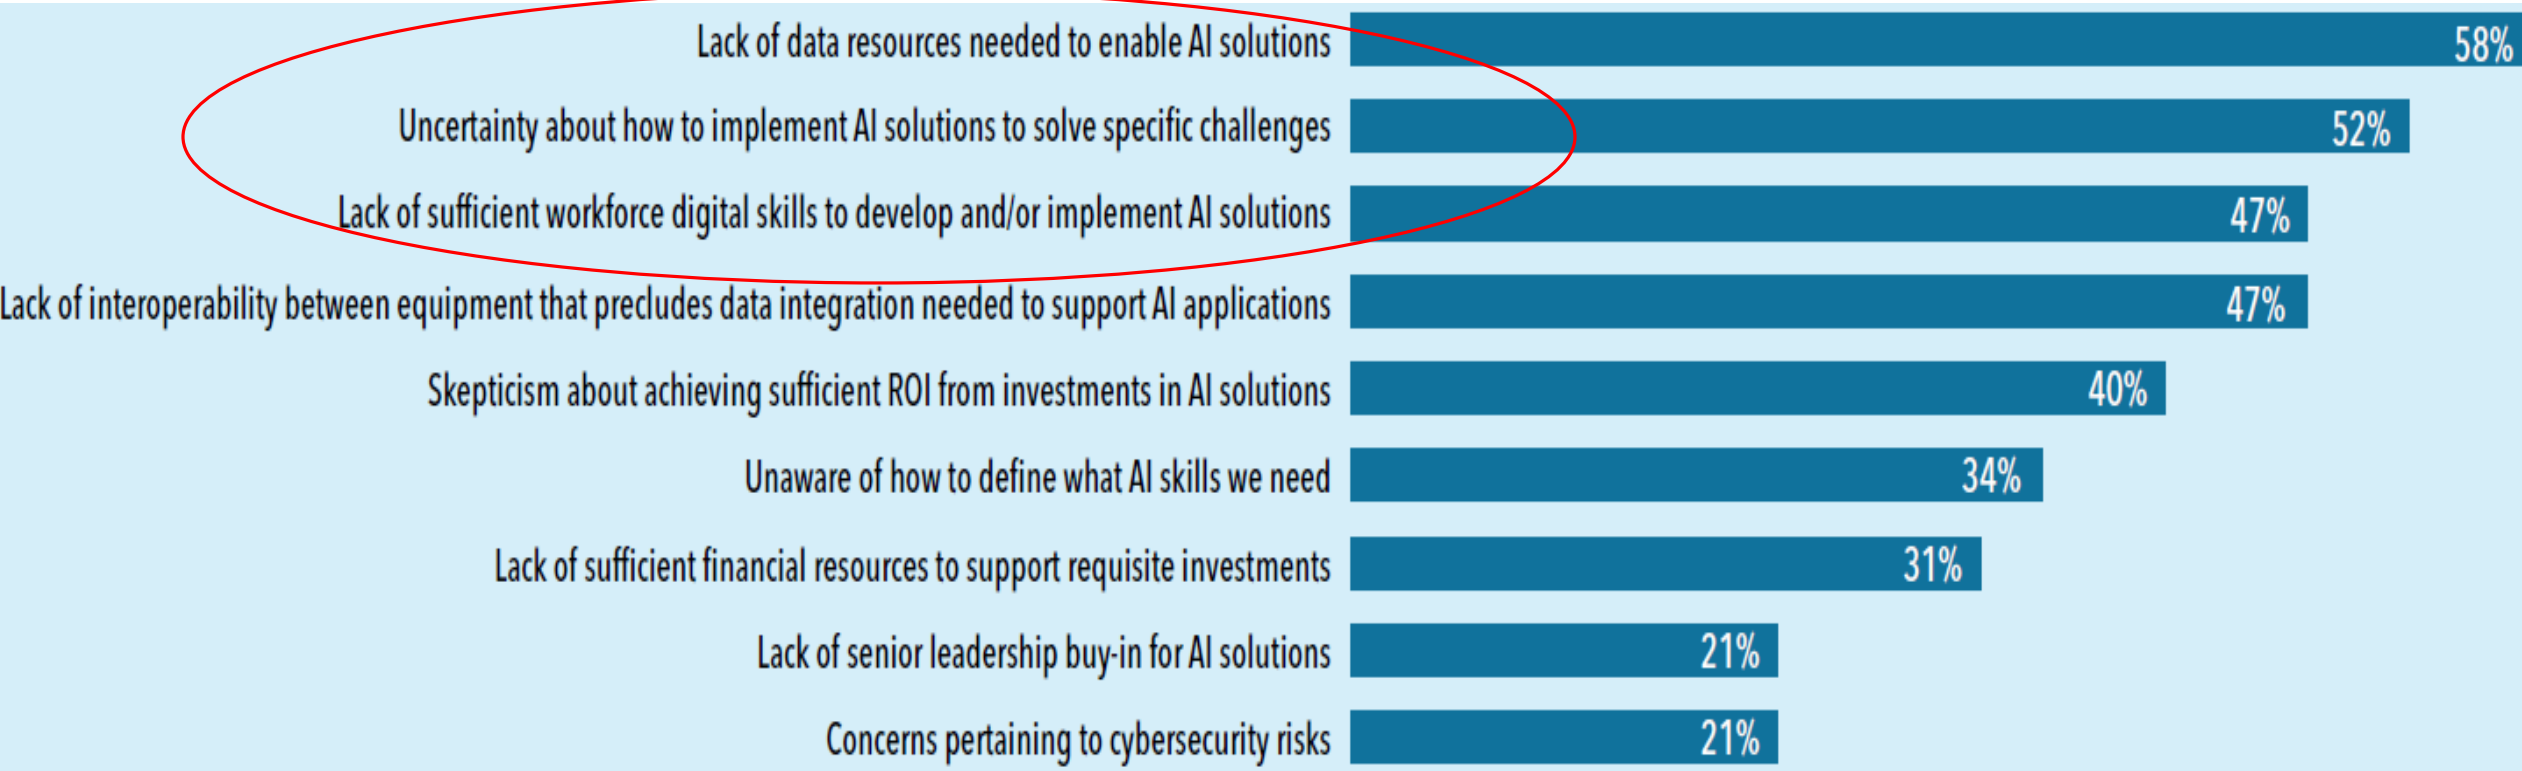 Lack of data resources needed to enable AI solutions 58%
Uncertainty about how to implement AI solutions to solve specific challenges 52%
Lack of sufficient workforce digital skills to develop and/or implement AI solutions 47%
Lack of interoperability between equipment that precludes data integration needed to support AI applications 47%
Skepticism about achieving sufficient ROI from investments in AI solutions 40%
Unaware of how to define what AI skills we need 34%
Lack of sufficient financial resources to support requisite investments 31%
Lack of senior leadership buy-in for AI solutions 21%
Concerns pertaining to cybersecurity risks 21%